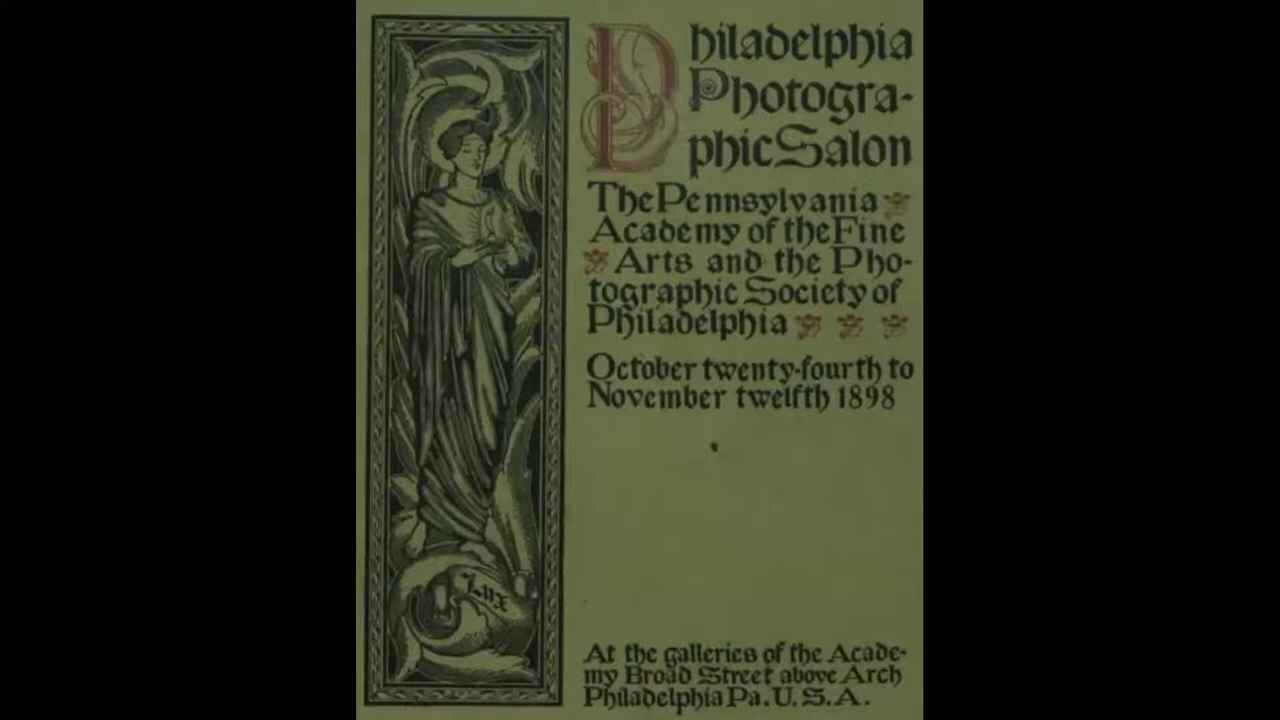 Philadelphia
Photogra-
phic Salon
The Pennsylvania
Academy of the Fine
Arts and the Pho-
tographic Society of
Philadelphia
October twenty-fourth to
November twelfth 1898
Lux
At the galleries of the Acade-
my Broad Street above Arch
Philadelphia Pa. U. S. A.